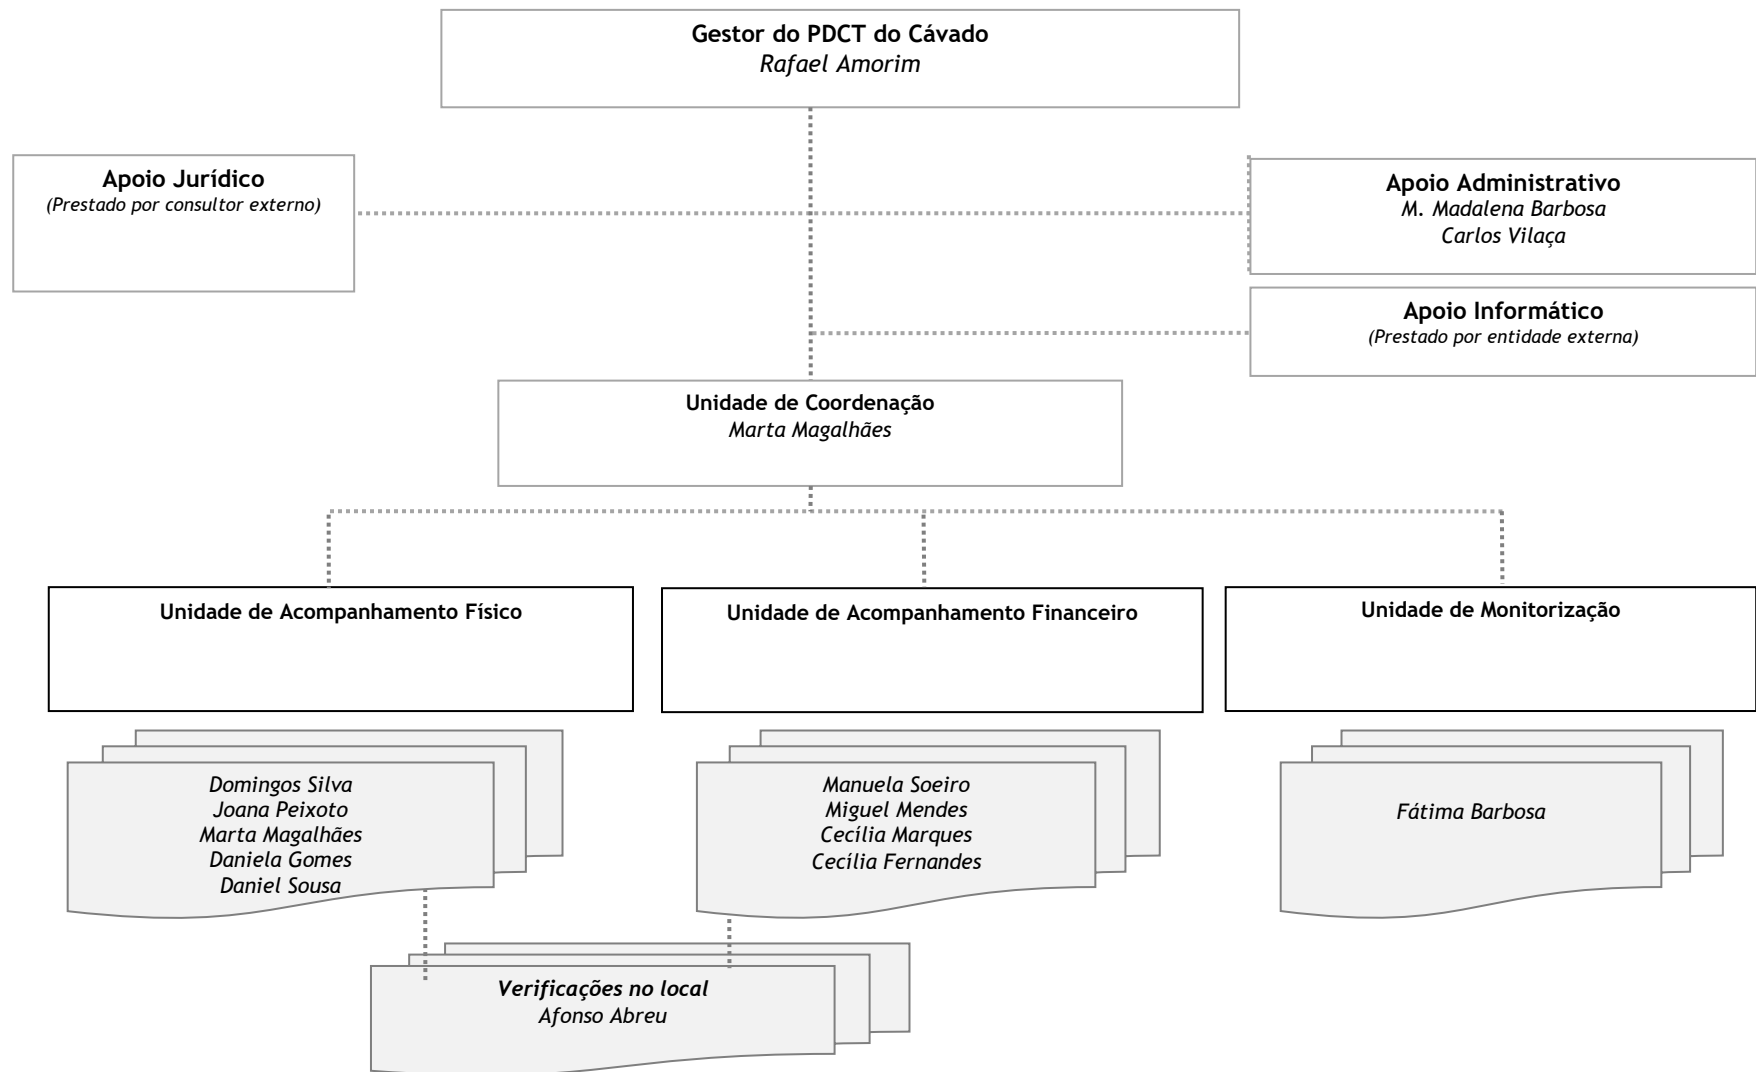 Gestor do PDCT do Cávado
Rafael Amorim
Apoio Jurídico
(Prestado por consultor externo)
Apoio Administrativo
M. Madalena Barbosa
Carlos Vilaça
Apoio Informático
(Prestado por entidade externa)
Unidade de Coordenação
Marta Magalhães
Unidade de Acompanhamento Físico
Unidade de Acompanhamento Financeiro
Unidade de Monitorização
Domingos Silva
Joana Peixoto
Marta Magalhães
Daniela Gomes
Daniel Sousa
Manuela Soeiro
Miguel Mendes
Cecília Marques
Cecília Fernandes
Fátima Barbosa
Verificações no local
Afonso Abreu